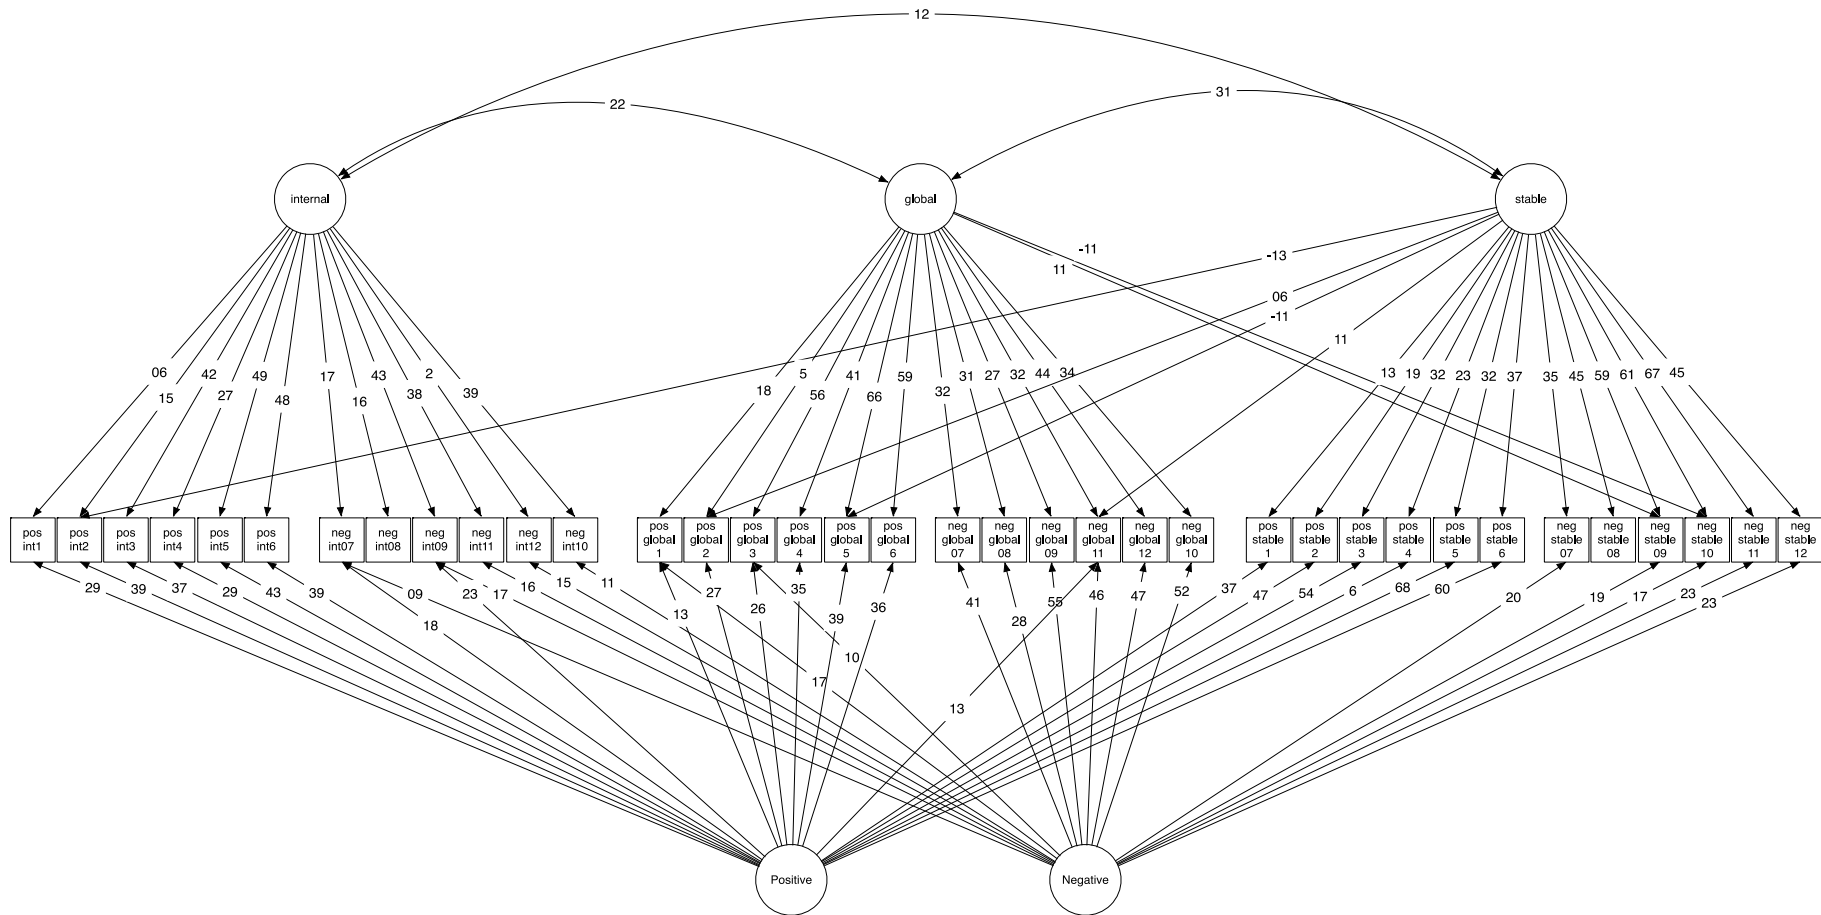 12
22
31
internal
global
stable
-11
11
-13
06
-11
11
06
15
42
27
49
48
17
16
43
38
2
39
18
5
56
41
66
59
32
31
27
32
44
34
13
19
32
23
32
37
35
45
59
61
67
45
pos
int1
pos
int2
pos
int3
pos
int4
pos
int5
pos
int6
neg
int07
neg
int08
neg
int09
neg
int11
neg
int12
neg
int10
pos
global
1
pos
global
2
pos
global
3
pos
global
4
pos
global
5
pos
global
6
neg
global
07
neg
global
08
neg
global
09
neg
global
11
neg
global
12
neg
global
10
pos
stable
1
pos
stable
2
pos
stable
3
pos
stable
4
pos
stable
5
pos
stable
6
neg
stable
07
neg
stable
08
neg
stable
09
neg
stable
10
neg
stable
11
neg
stable
12
29
39
37
29
43
39
18
09
23
17
16
15
11
13
27
26
35
39
36
10
17
13
41
28
55
46
47
52
37
47
54
6
68
60
20
19
17
23
23
Positive
Negative